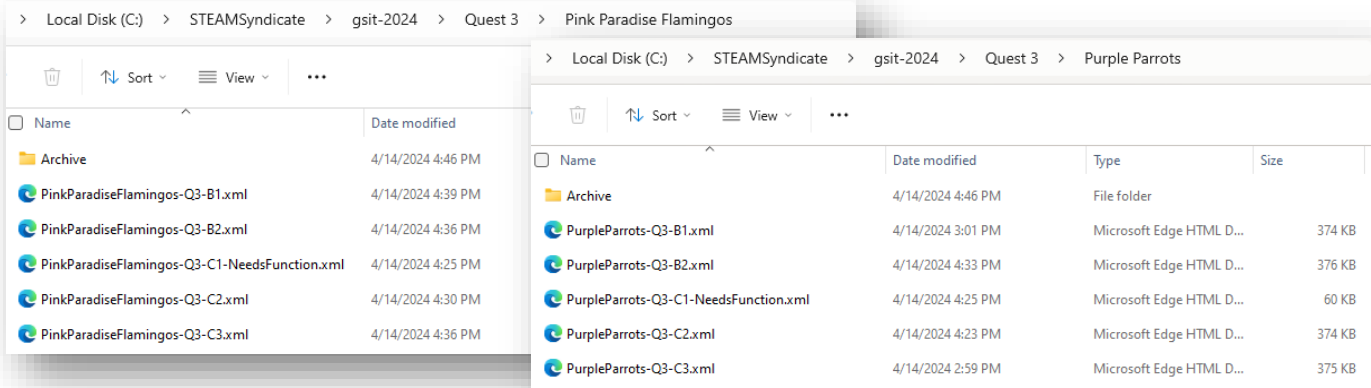 > Local Disk (C:) > STEAMSyndicate > gsit-2024 > Quest 3 > Pink Paradise Flamingos
Sort View •••
Name Date modified
Archive 4/14/2024 4:46 PM
PinkParadiseFlamingos-Q3-B1.xml 4/14/2024 4:39 PM
PinkParadiseFlamingos-Q3-B2.xml 4/14/2024 4:36 PM
PinkParadiseFlamingos-Q3-C1-NeedsFunction.xml 4/14/2024 4:25 PM
PinkParadiseFlamingos-Q3-C2.xml 4/14/2024 4:30 PM
PinkParadiseFlamingos-Q3-C3.xml 4/14/2024 4:36 PM
> Local Disk (C:) > STEAMSyndicate > gsit-2024 > Quest 3 > Purple Parrots
Sort View •••
Name Date modified Type Size
Archive 4/14/2024 4:46 PM File folder
PurpleParrots-Q3-B1.xml 4/14/2024 3:01 PM Microsoft Edge HTML D... 374 KB
PurpleParrots-Q3-B2.xml 4/14/2024 4:33 PM Microsoft Edge HTML D... 376 KB
PurpleParrots-Q3-C1-NeedsFunction.xml 4/14/2024 4:25 PM Microsoft Edge HTML D... 60 KB
PurpleParrots-Q3-C2.xml 4/14/2024 4:23 PM Microsoft Edge HTML D... 374 KB
PurpleParrots-Q3-C3.xml 4/14/2024 2:59 PM Microsoft Edge HTML D... 375 KB